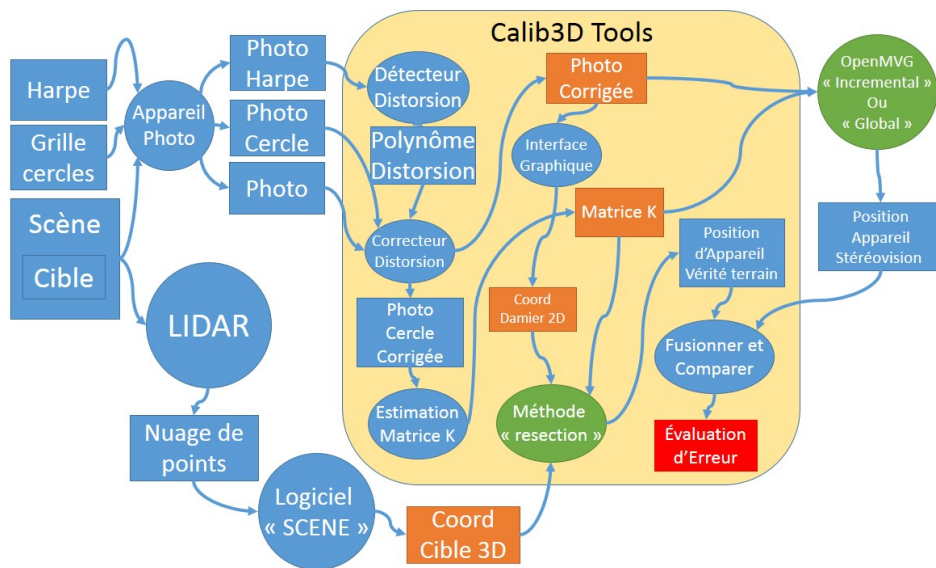 Calib3D Tools
Harpe
Grille
cercles
Scène
Cible
Appareil
Photo
Photo
Harpe
Photo
Cercle
Photo
Détecteur
Distorsion
Polynôme
Distorsion
Correcteur
Distorsion
Photo
Cercle
Corrigée
Estimation
Matrice K
Photo
Corrigée
Interface
Graphique
Matrice K
Coord
Damier 2D
Méthode
« resection »
Position
d'Appareil
Vérité terrain
Fusionner et
Comparer
Évaluation
d'Erreur
OpenMVG
« Incremental »
Ou
« Global »
Position
Appareil
Stéréovision
LIDAR
Nuage de
points
Logiciel
« SCENE »
Coord
Cible 3D